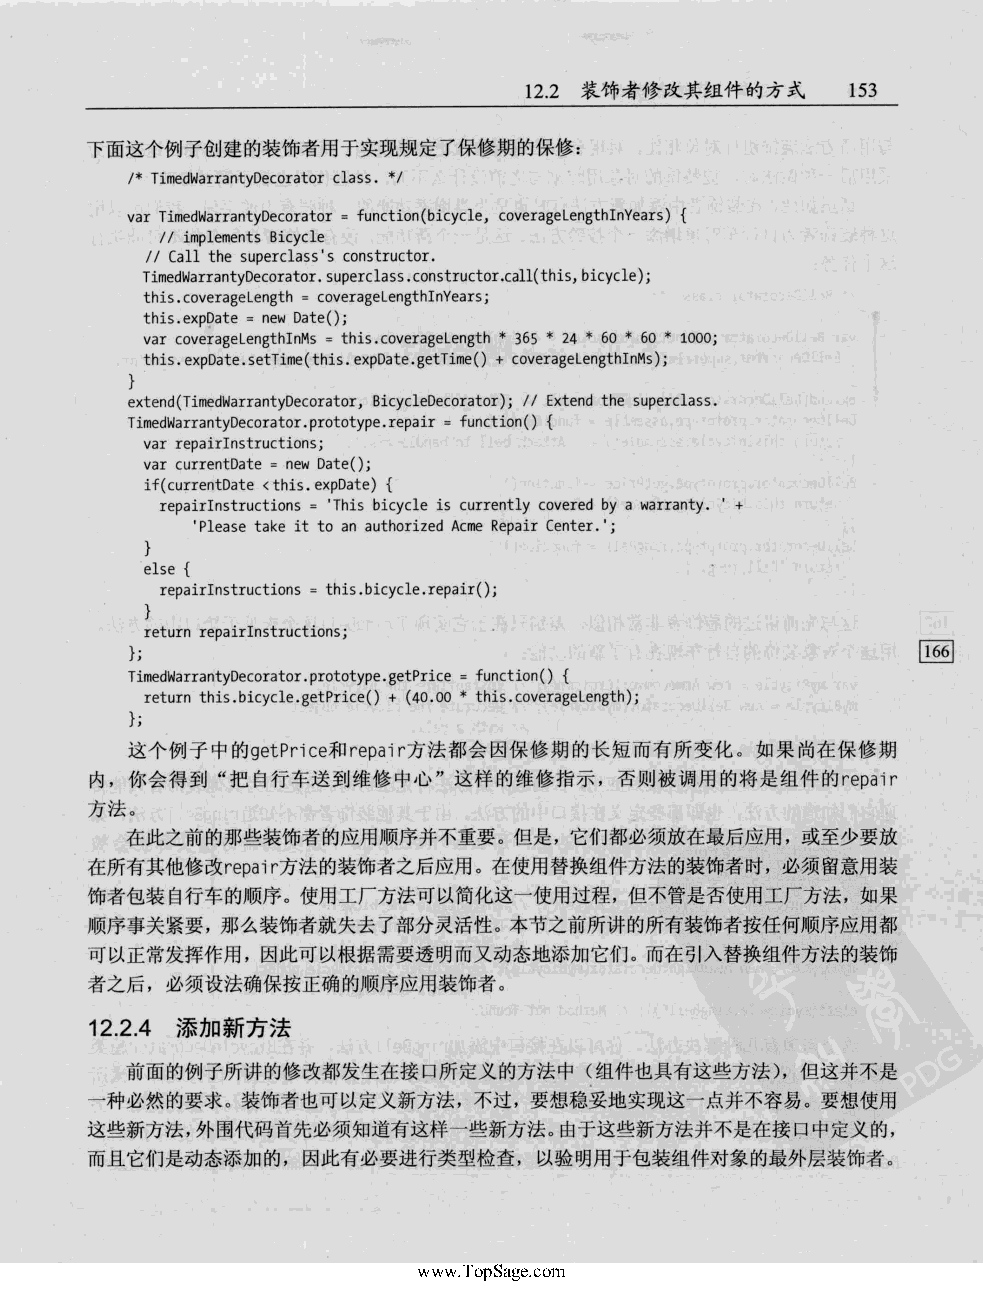 12.2 装饰者修改其组件的方式 153
下面这个例子创建的装饰者用于实现规定了保修期的保修：
/* TimedWarrantyDecorator class. */
var TimedWarrantyDecorator = function(bicycle, coverageLengthInYears) {
// implements Bicycle
// Call the superclass's constructor.
TimedWarrantyDecorator.superclass.constructor.call(this,bicycle);
this.coverageLength = coverageLengthInYears;
this.expDate = new Date();
var coverageLengthInMs = this.coverageLength * 365 * 24 * 60 * 60 * 1000;
this.expDate.setTime(this.expDate.getTime() + coverageLengthInMs);
}
extend(TimedWarrantyDecorator, BicycleDecorator); // Extend the superclass.
TimedWarrantyDecorator.prototype.repair = function() {
var repairInstructions;
var currentDate = new Date();
if(currentDate <this.expDate) {
repairInstructions = 'This bicycle is currently covered by a warranty. ' +
'Please take it to an authorized Acme Repair Center.';
}
else {
repairInstructions = this.bicycle.repair();
}
return repairInstructions;
};
166
TimedWarrantyDecorator.prototype.getPrice = function() {
return this.bicycle.getPrice() + (40.00 * this.coverageLength);
};
这个例子中的getPrice和repair方法都会因保修期的长短而有所变化。如果尚在保修期
内，你会得到“把自行车送到维修中心”这样的维修指示，否则被调用的将是组件的repair
方法。
在此之前的那些装饰者的应用顺序并不重要。但是，它们都必须放在最后应用，或至少要放
在所有其他修改repair方法的装饰者之后应用。在使用替换组件方法的装饰者时，必须留意用装
饰者包装自行车的顺序。使用工厂方法可以简化这一使用过程，但不管是否使用工厂方法，如果
顺序事关紧要，那么装饰者就失去了部分灵活性。本节之前所讲的所有装饰者按任何顺序应用都
可以正常发挥作用，因此可以根据需要透明而又动态地添加它们。而在引入替换组件方法的装饰
者之后，必须设法确保按正确的顺序应用装饰者。
12.2.4 添加新方法
前面的例子所讲的修改都发生在接口所定义的方法中（组件也具有这些方法），但这并不是
一种必然的要求。装饰者也可以定义新方法，不过，要想稳妥地实现这一点并不容易。要想使用
这些新方法，外围代码首先必须知道有这样一些新方法。由于这些新方法并不是在接口中定义的，
而且它们是动态添加的，因此有必要进行类型检查，以验明用于包装组件对象的最外层装饰者。
PDG
www.TopSage.com